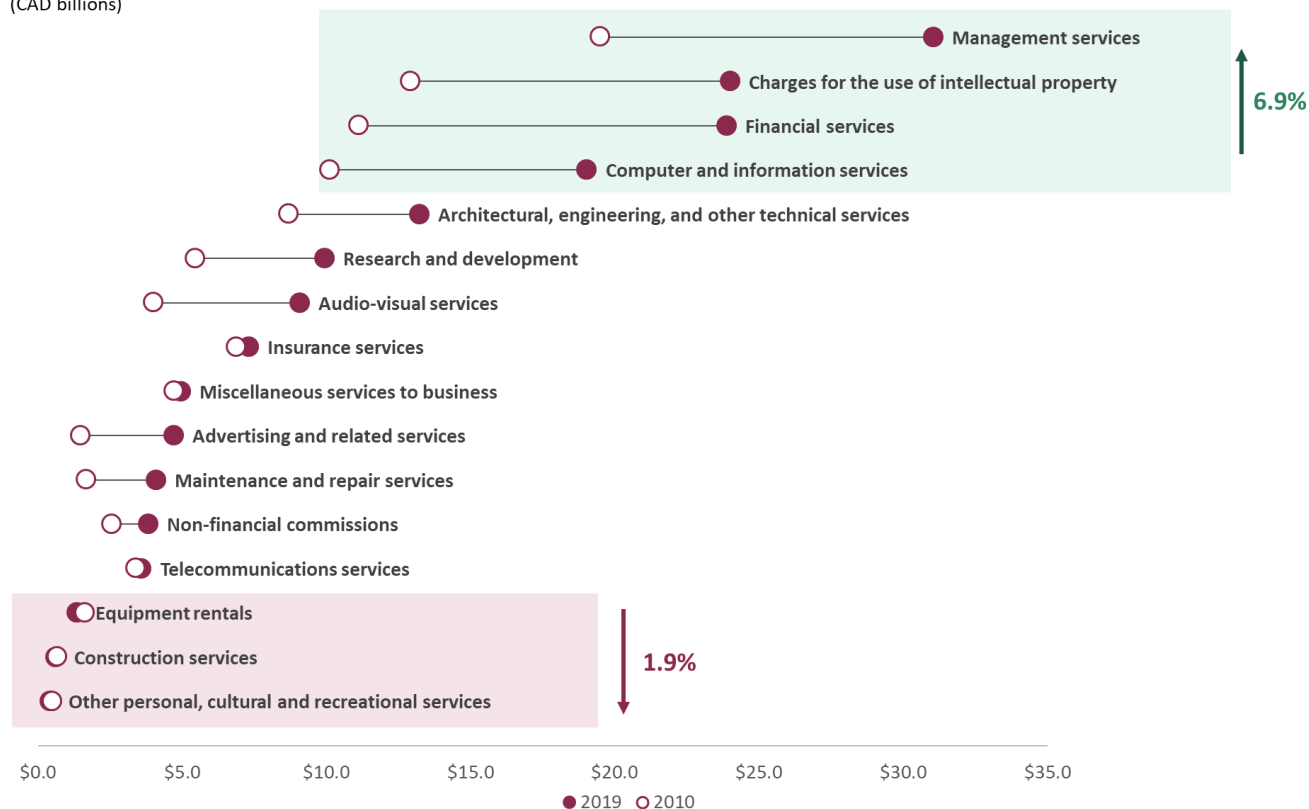 (CAD billions)
Management services
Charges for the use of intellectual property
6.9%
Financial services
Computer and information services
Architectural, engineering, and other technical services
Research and development
Audio-visual services
Insurance services
Miscellaneous services to business
Advertising and related services
Maintenance and repair services
Non-financial commissions
Telecommunications services
Equipment rentals
Construction services
1.9%
Other personal, cultural and recreational services
$0.0 $5.0 $10.0 $15.0 $20.0 $25.0 $30.0 $35.0
2019 2010